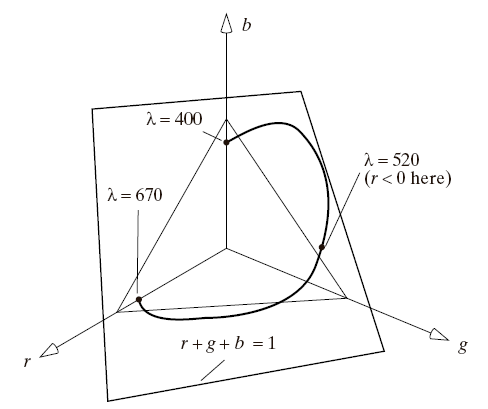 b
λ = 400
λ = 520
(r < 0 here)
λ = 670
r + g + b = 1
r
g